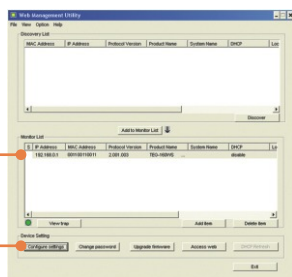 Web Management Utility
File View Option Help
Discovery List
MAC Address IP Address Protocol Version Product Name System Name DHCP Loc
Discover
Add to Monitor List
Monitor List
S IP Address MAC Address Protocol Version Product Name System Name DHCP Lo
192.168.0.1 001100110011 2.001.003 TEG-160WS ... disable
View trap Add item Delete item
Device Setting
Configure settings Change password Upgrade firmware Access web DHCP Refresh
Exit